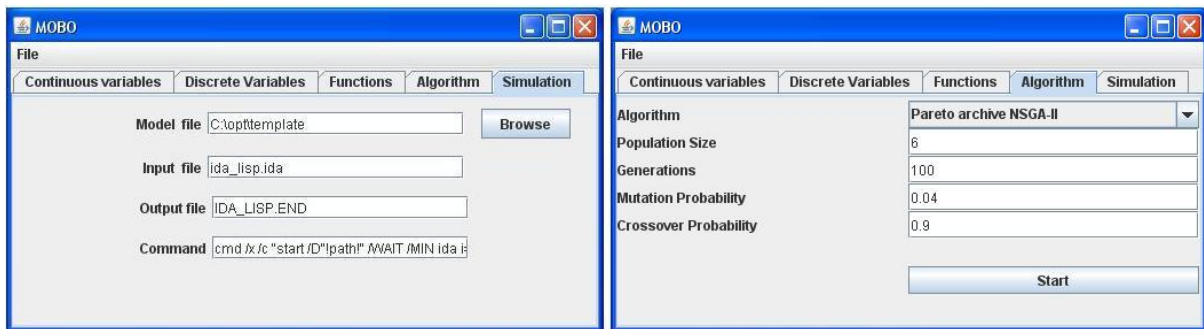 MOBO
File
Continuous variables Discrete Variables Functions Algorithm Simulation
Model file C:\opt\template Browse
Input file ida_lisp.ida
Output file IDA_LISP.END
Command cmd /x /c "start /D"!path!" /WAIT /MIN ida i=
MOBO
File
Continuous variables Discrete Variables Functions Algorithm Simulation
Algorithm Pareto archive NSGA-II
Population Size 6
Generations 100
Mutation Probability 0.04
Crossover Probability 0.9
Start